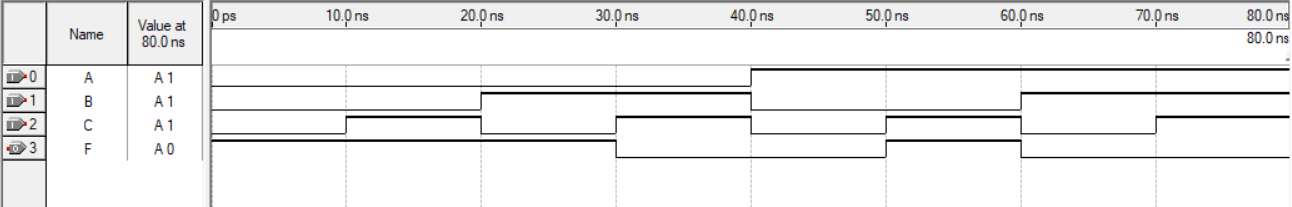 Name Value at 80.0 ns 0 ps 10.0 ns 20.0 ns 30.0 ns 40.0 ns 50.0 ns 60.0 ns 70.0 ns 80.0 ns
80.0 ns
0 A A 1
1 B A 1
2 C A 1
3 F A 0